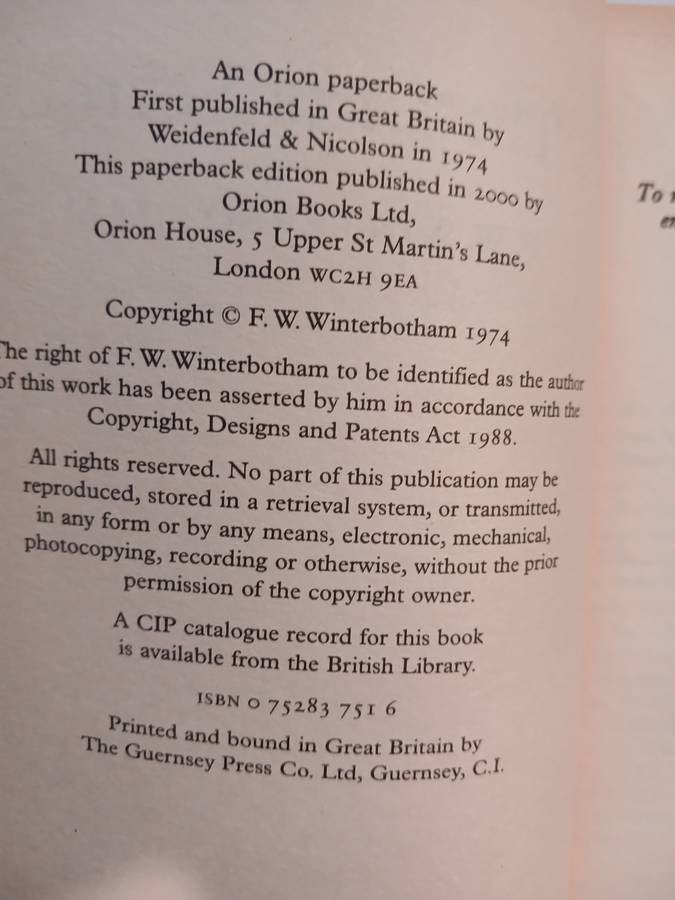 An Orion paperback
First published in Great Britain by
Weidenfeld & Nicolson in 1974
This paperback edition published in 2000 by
Orion Books Ltd,
Orion House, 5 Upper St Martin's Lane,
London WC2H 9EA
Copyright © F. W. Winterbotham 1974
The right of F. W. Winterbotham to be identified as the author
of this work has been asserted by him in accordance with the
Copyright, Designs and Patents Act 1988.
All rights reserved. No part of this publication may be
reproduced, stored in a retrieval system, or transmitted,
in any form or by any means, electronic, mechanical,
photocopying, recording or otherwise, without the prior
permission of the copyright owner.
A CIP catalogue record for this book
is available from the British Library.
ISBN 0 75283 751 6
Printed and bound in Great Britain by
The Guernsey Press Co. Ltd, Guernsey, C.I.
To